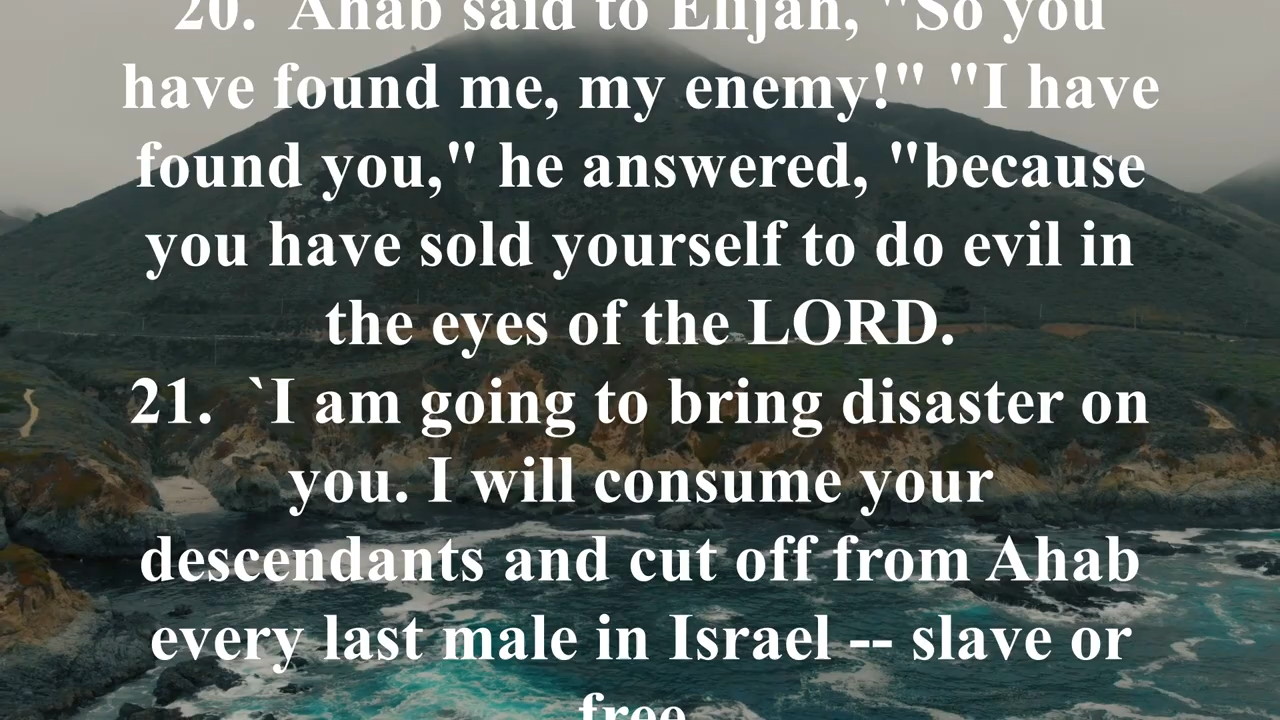 20. Ahab said to Elijah, "So you
have found me, my enemy!" "I have
found you," he answered, "because
you have sold yourself to do evil in
the eyes of the LORD.
21. `I am going to bring disaster on
you. I will consume your
descendants and cut off from Ahab
every last male in Israel -- slave or
free